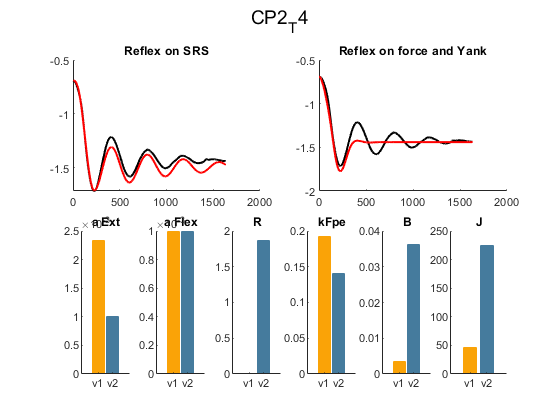 CP2_T4
Reflex on SRS
Reflex on force and Yank
-0.5
-1
-1.5
0 500 1000 1500 2000
-0.5
-1
-1.5
-2
0 500 1000 1500 2000
a Ext
a Flex
R
kFpe
B
J
2.5
2
1.5
1
0.5
0
v1 v2
1
0.8
0.6
0.4
0.2
0
v1 v2
2
1.5
1
0.5
0
v1 v2
0.2
0.15
0.1
0.05
0
v1 v2
0.04
0.03
0.02
0.01
0
v1 v2
250
200
150
100
50
0
v1 v2